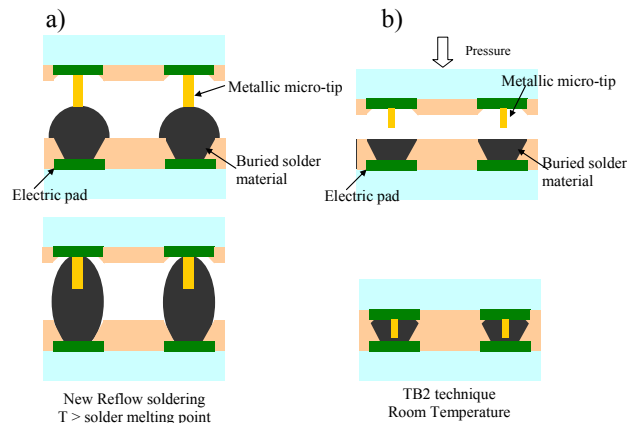 a)
Metallic micro-tip
Buried solder
material
Electric pad
New Reflow soldering
T > solder melting point
b)
Pressure
Metallic micro-tip
Buried solder
material
Electric pad
TB2 technique
Room Temperature